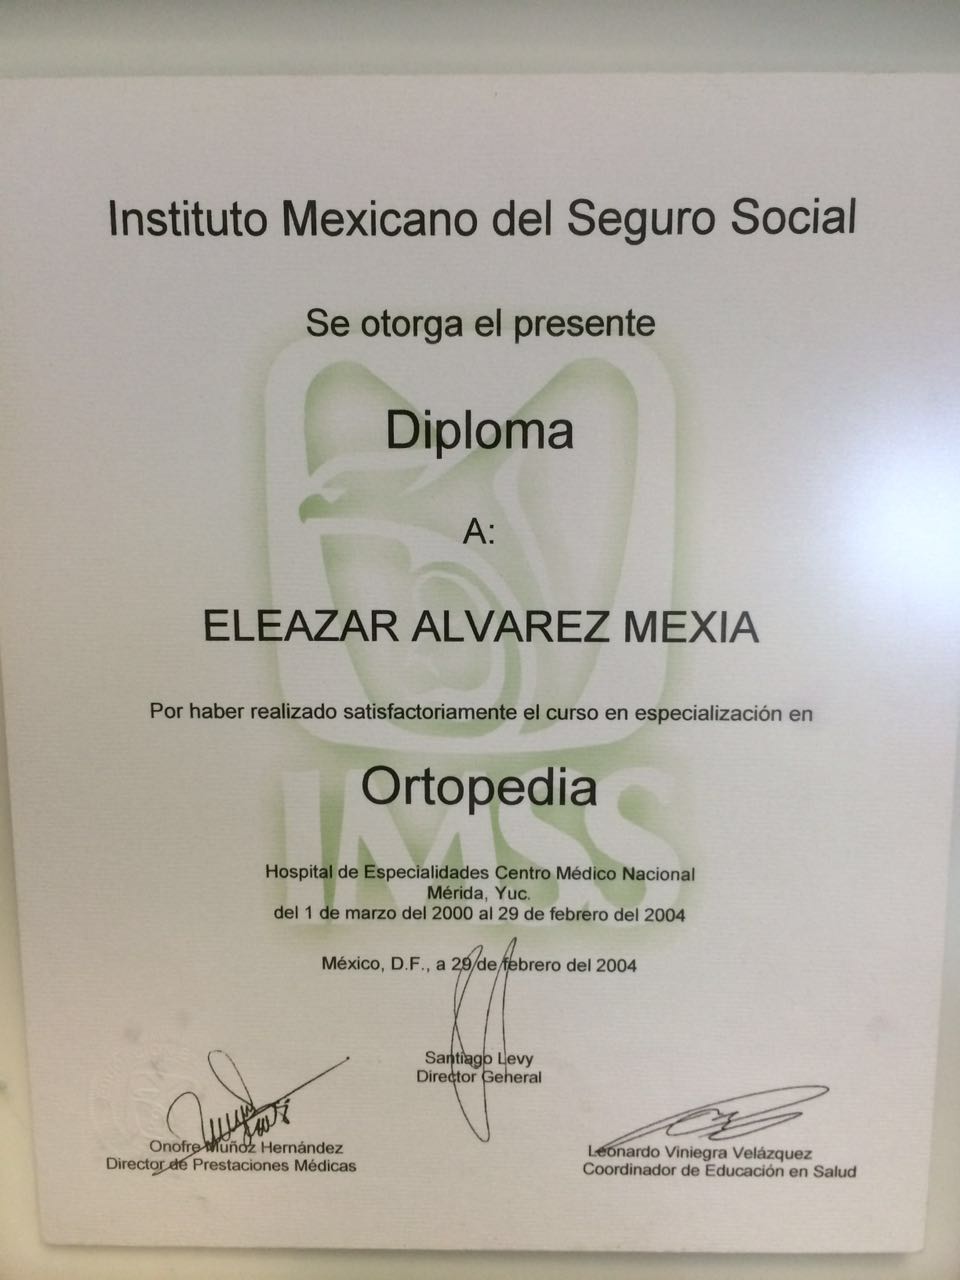 Instituto Mexicano del Seguro Social
Se otorga el presente
Diploma
A:
ELEAZAR ALVAREZ MEXIA
Por haber realizado satisfactoriamente el curso en especialización en
Ortopedia
IMSS
Hospital de Especialidades Centro Médico Nacional
Mérida, Yuc.
del 1 de marzo del 2000 al 29 de febrero del 2004
México, D.F., a 29 de febrero del 2004
Santiago Levy
Director General
Onofre Muñoz Hernández
Director de Prestaciones Médicas
Leonardo Viniegra Velázquez
Coordinador de Educación en Salud